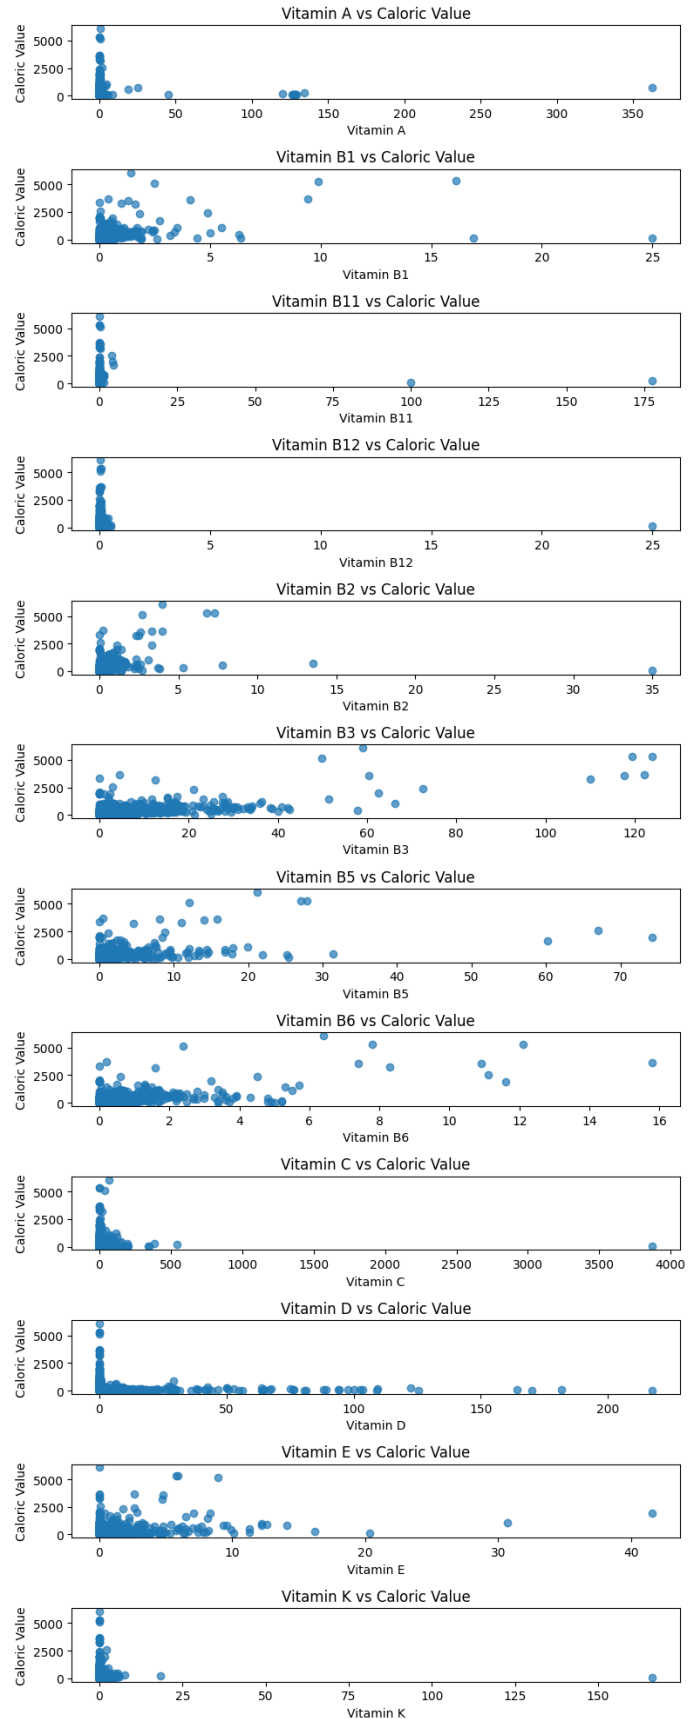 Vitamin A vs Caloric Value
Caloric Value
5000
2500
0
0 50 100 150 200 250 300 350
Vitamin A
Vitamin B1 vs Caloric Value
Caloric Value
5000
2500
0
0 5 10 15 20 25
Vitamin B1
Vitamin B11 vs Caloric Value
Caloric Value
5000
2500
0
0 25 50 75 100 125 150 175
Vitamin B11
Vitamin B12 vs Caloric Value
Caloric Value
5000
2500
0
0 5 10 15 20 25
Vitamin B12
Vitamin B2 vs Caloric Value
Caloric Value
5000
2500
0
0 5 10 15 20 25 30 35
Vitamin B2
Vitamin B3 vs Caloric Value
Caloric Value
5000
2500
0
0 20 40 60 80 100 120
Vitamin B3
Vitamin B5 vs Caloric Value
Caloric Value
5000
2500
0
0 10 20 30 40 50 60 70
Vitamin B5
Vitamin B6 vs Caloric Value
Caloric Value
5000
2500
0
0 2 4 6 8 10 12 14 16
Vitamin B6
Vitamin C vs Caloric Value
Caloric Value
5000
2500
0
0 500 1000 1500 2000 2500 3000 3500 4000
Vitamin C
Vitamin D vs Caloric Value
Caloric Value
5000
2500
0
0 50 100 150 200
Vitamin D
Vitamin E vs Caloric Value
Caloric Value
5000
2500
0
0 10 20 30 40
Vitamin E
Vitamin K vs Caloric Value
Caloric Value
5000
2500
0
0 25 50 75 100 125 150
Vitamin K